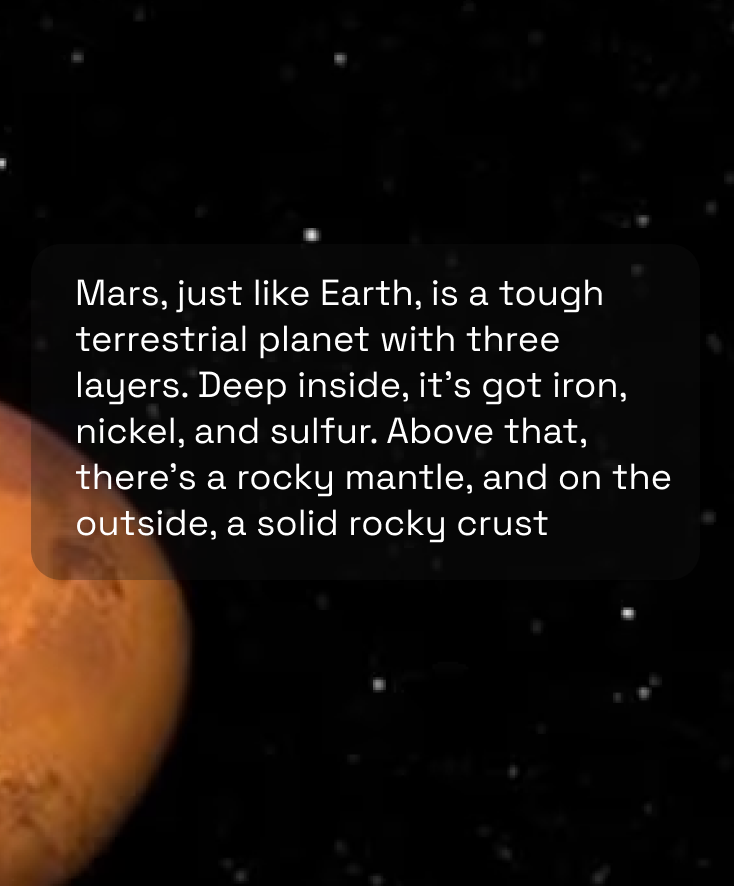 Mars, just like Earth, is a tough
terrestrial planet with three
layers. Deep inside, it’s got iron,
nickel, and sulfur. Above that,
there’s a rocky mantle, and on the
outside, a solid rocky crust